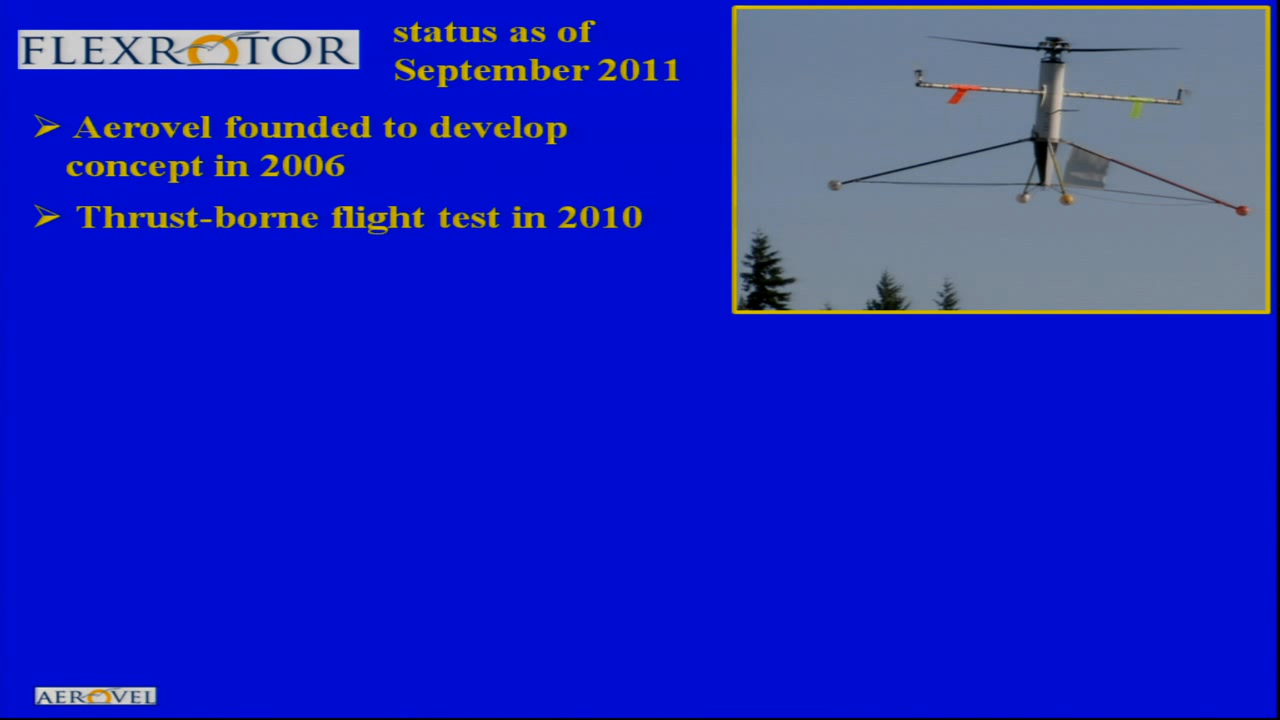 FLEXROTOR
status as of
September 2011
➢ Aerovel founded to develop
concept in 2006
➢ Thrust-borne flight test in 2010
AEROVEL